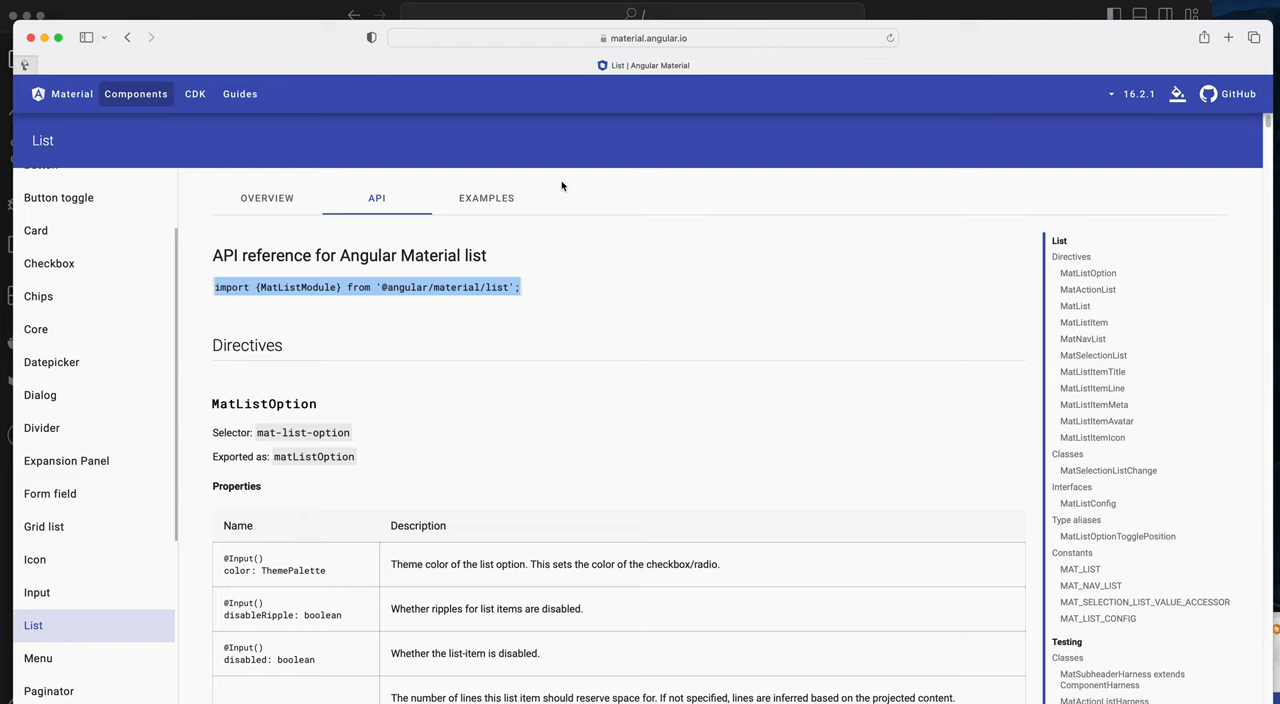 material.angular.io
List | Angular Material
Material Components CDK Guides 16.2.1 GitHub
List
Button toggle
Card
Checkbox
Chips
Core
Datepicker
Dialog
Divider
Expansion Panel
Form field
Grid list
Icon
Input
List
Menu
Paginator
OVERVIEW API EXAMPLES
API reference for Angular Material list
import {MatListModule} from '@angular/material/list';
Directives
MatListOption
Selector: mat-list-option
Exported as: matListOption
Properties
Name Description
@Input()
color: ThemePalette
Theme color of the list option. This sets the color of the checkbox/radio.
@Input()
disableRipple: boolean
Whether ripples for list items are disabled.
@Input()
disabled: boolean
Whether the list-item is disabled.
The number of lines this list item should reserve space for. If not specified, lines are inferred based on the projected content.
List
Directives
MatListOption
MatActionList
MatList
MatListItem
MatNavList
MatSelectionList
MatListItemTitle
MatListItemLine
MatListItemMeta
MatListItemAvatar
MatListItemIcon
Classes
MatSelectionListChange
Interfaces
MatListConfig
Type aliases
MatListOptionTogglePosition
Constants
MAT_LIST
MAT_NAV_LIST
MAT_SELECTION_LIST_VALUE_ACCESSOR
MAT_LIST_CONFIG
Testing
Classes
MatSubheaderHarness extends
ComponentHarness
MatActionListHarness